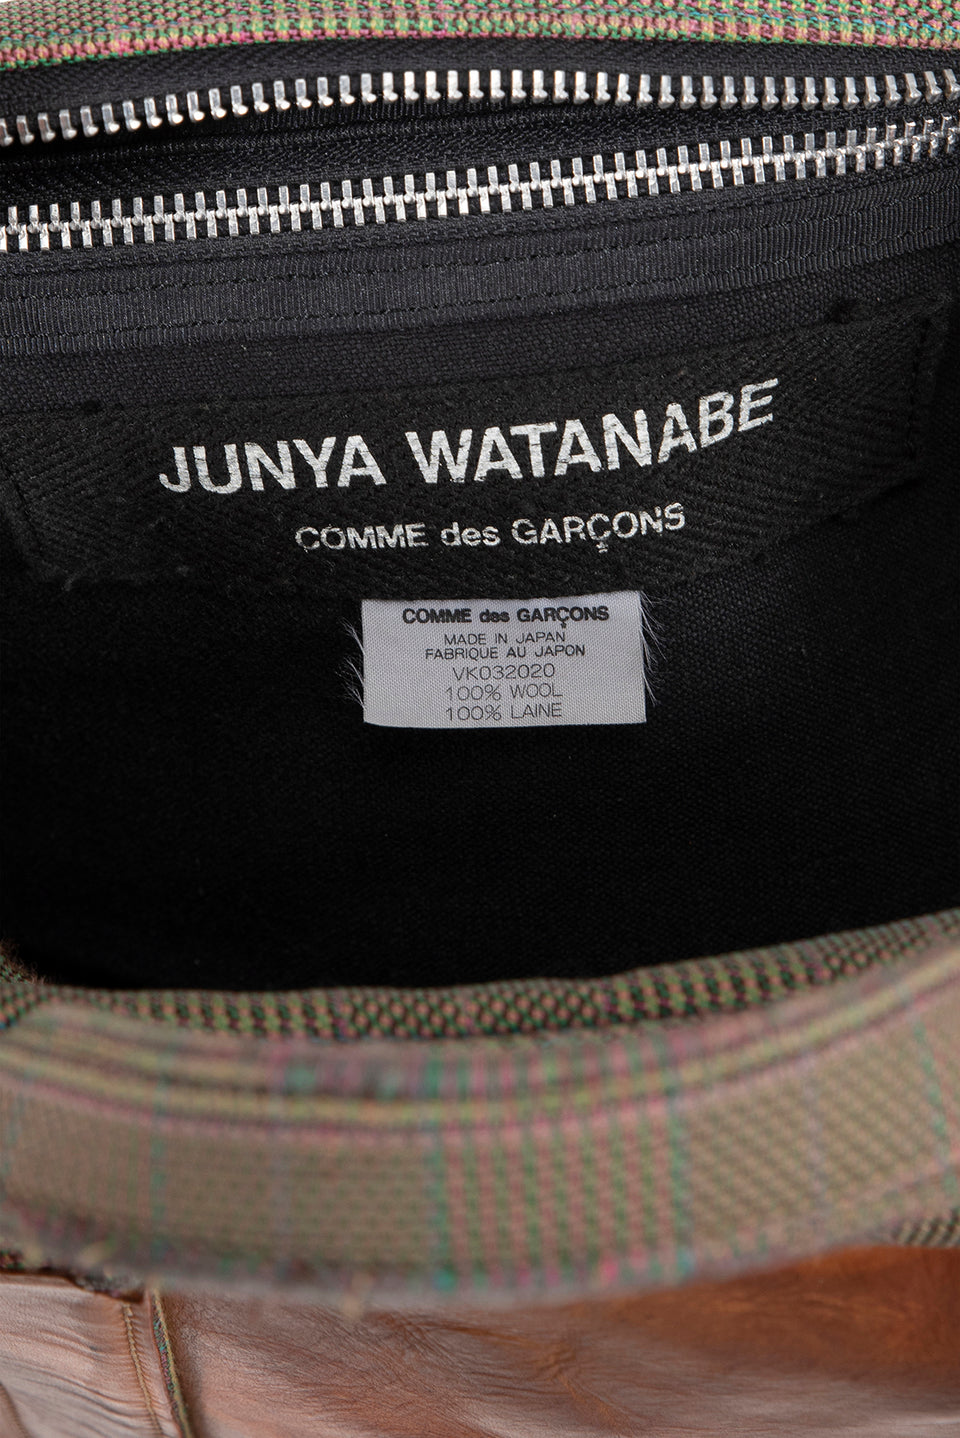 JUNYA WATANABE
COMME des GARÇONS
COMME des GARÇONS
MADE IN JAPAN
FABRIQUE AU JAPON
VK032020
100% WOOL
100% LAINE